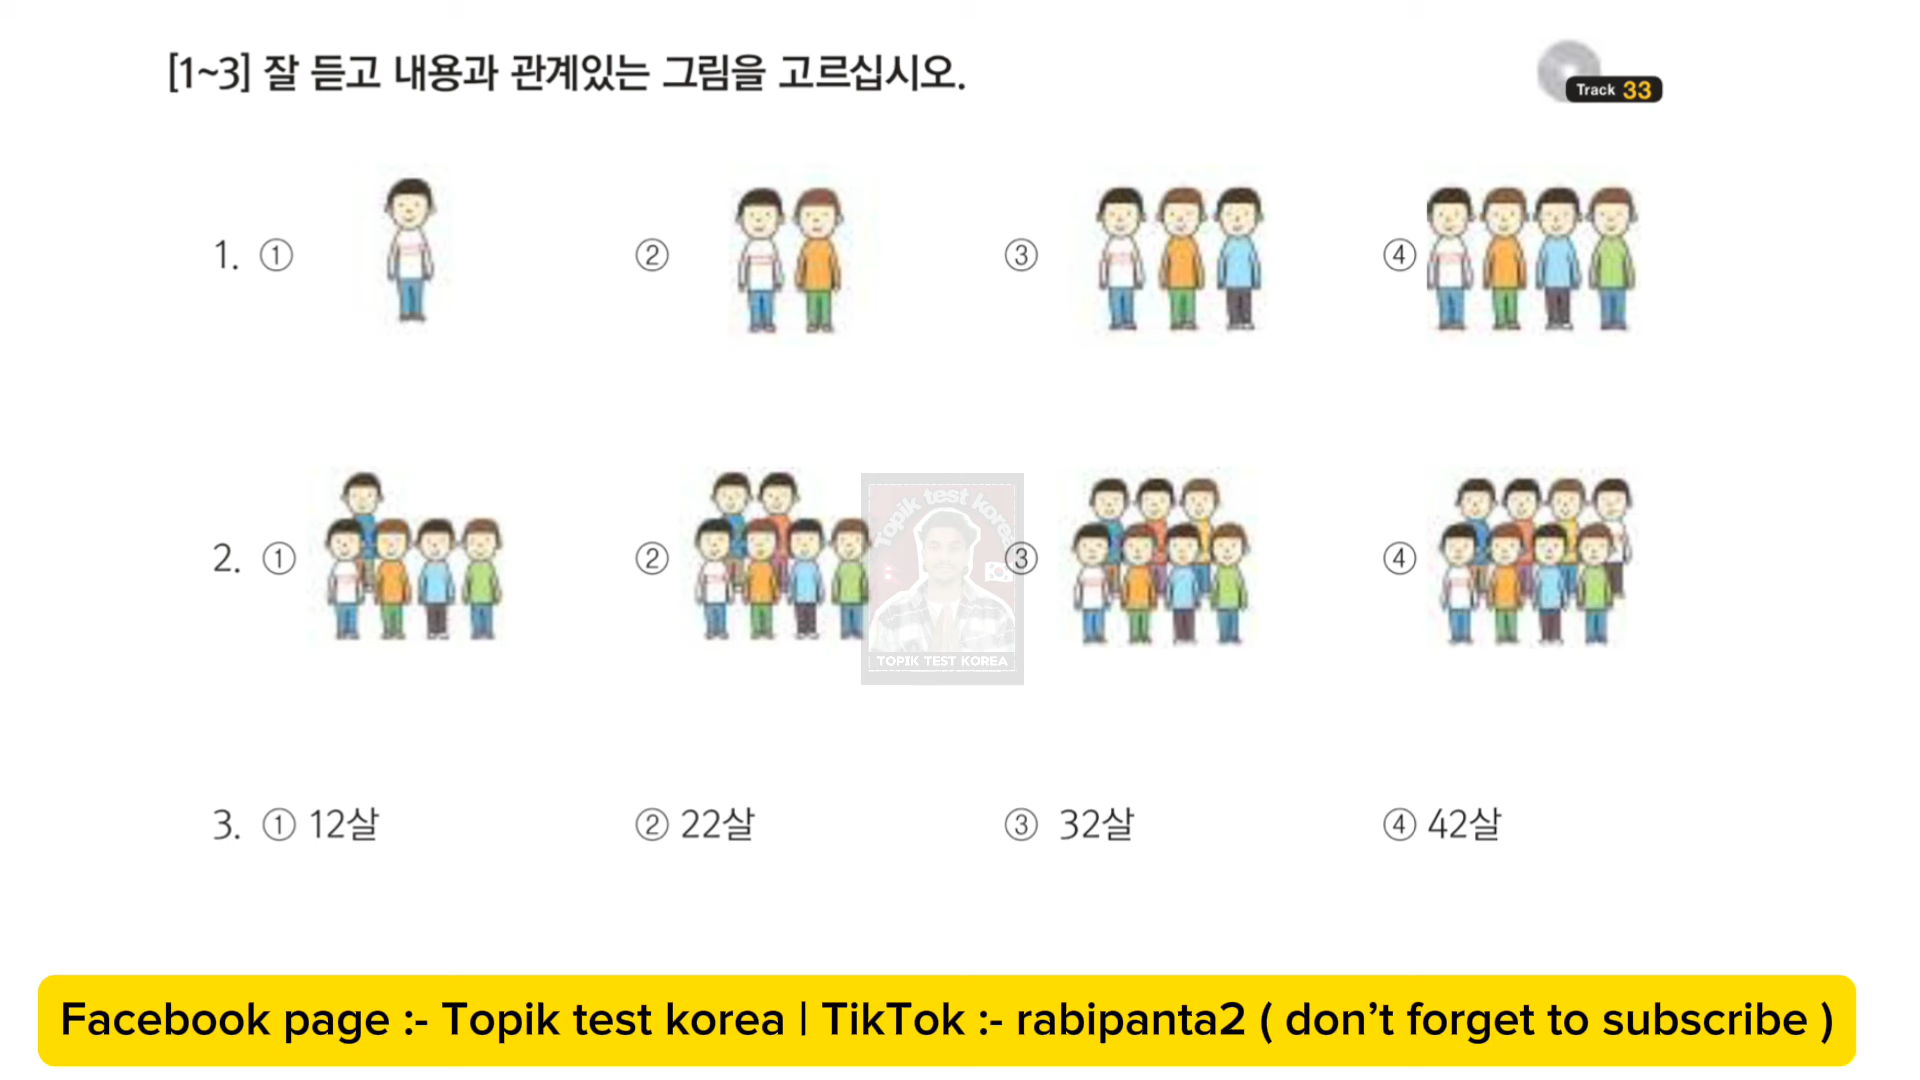 [1~3] 잘 듣고 내용과 관계있는 그림을 고르십시오.
Track 33
1. ① ② ③ ④
2. ① ② ③ ④
Topik test korea
TOPIK TEST KOREA
3. ① 12살 ② 22살 ③ 32살 ④ 42살
Facebook page :- Topik test korea | TikTok :- rabipanta2 ( don’t forget to subscribe )